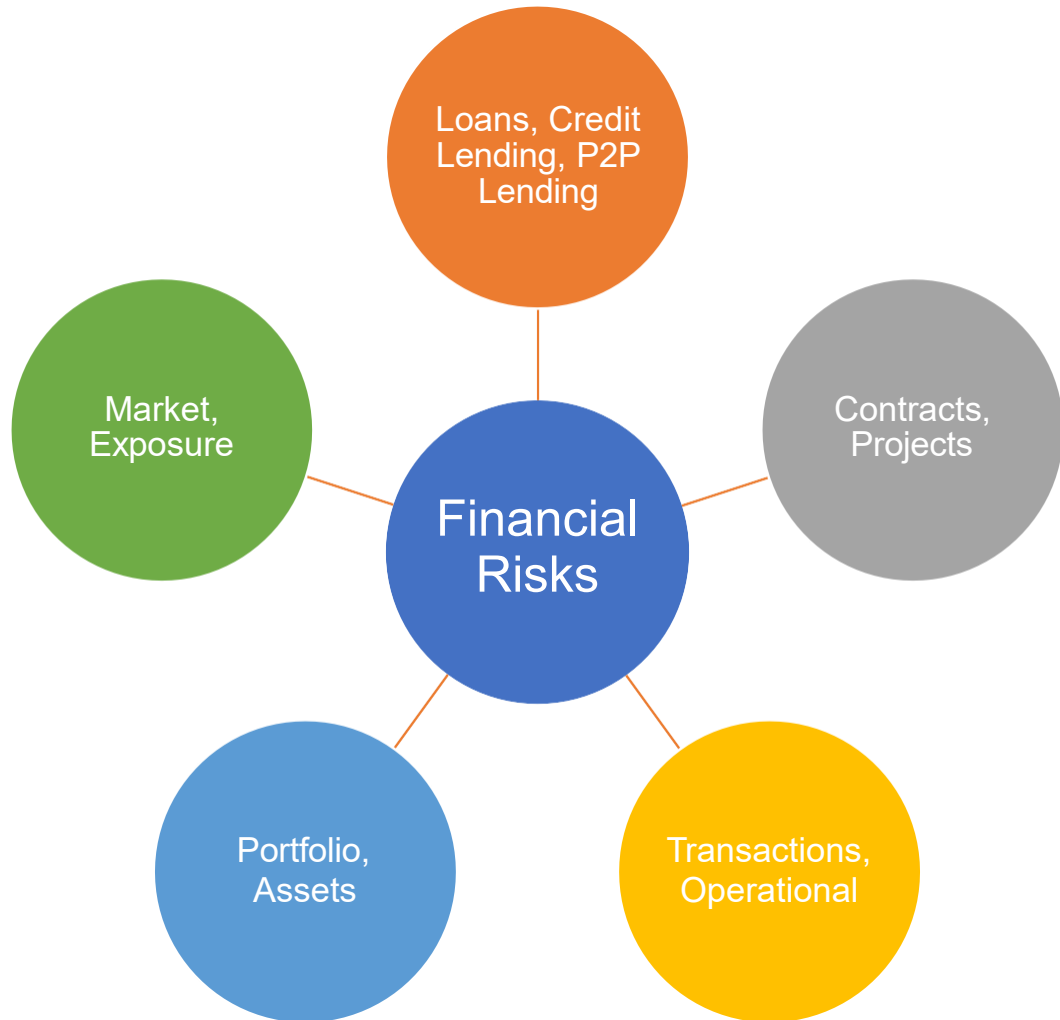 Loans, Credit
Lending, P2P
Lending
Market,
Exposure
Contracts,
Projects
Financial
Risks
Portfolio,
Assets
Transactions,
Operational